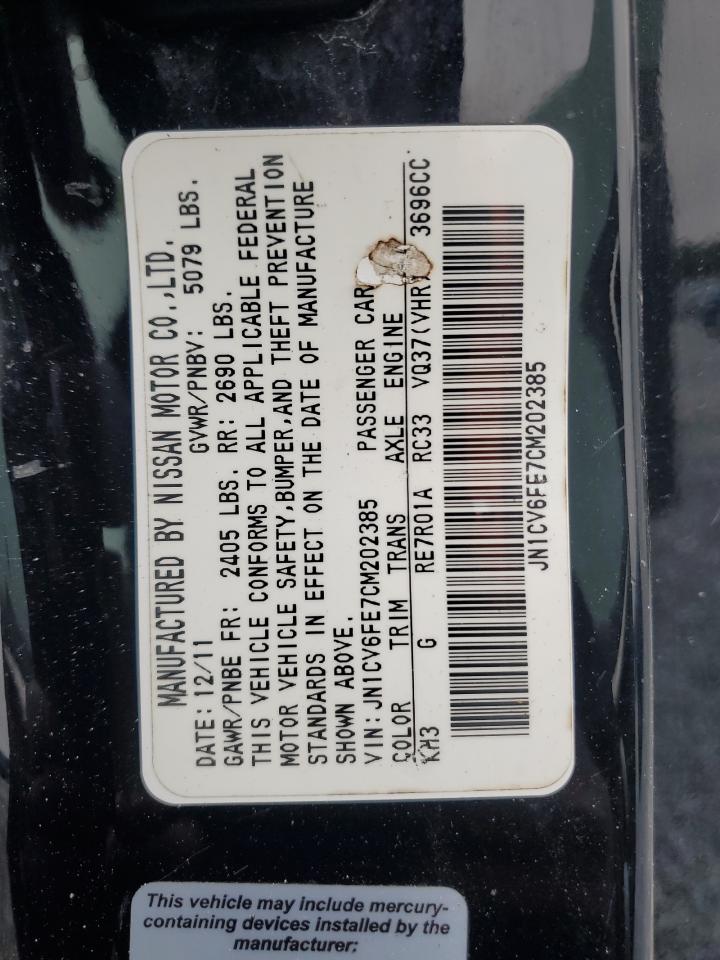 MANUFACTURED BY NISSAN MOTOR CO.,LTD.
DATE: 12/11 GVWR/PNBV: 5079 LBS.
GAWR/PNBE FR: 2405 LBS. RR: 2690 LBS.
THIS VEHICLE CONFORMS TO ALL APPLICABLE FEDERAL
MOTOR VEHICLE SAFETY,BUMPER,AND THEFT PREVENTION
STANDARDS IN EFFECT ON THE DATE OF MANUFACTURE
SHOWN ABOVE.
VIN:JN1CV6FE7CM202385 PASSENGER CAR
COLOR TRIM TRANS AXLE ENGINE
KH3 G RE7R01A RC33 VQ37(VHR) 3696CC
JN1CV6FE7CM202385
This vehicle may include mercury-
containing devices installed by the
manufacturer: